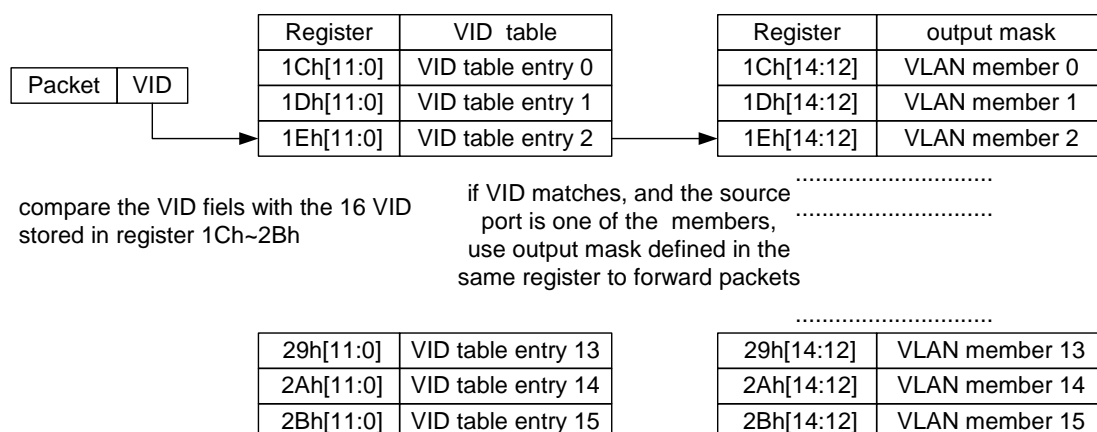 Register VID table Register output mask
1Ch[11:0] VID table entry 0 1Ch[14:12] VLAN member 0
Packet VID
1Dh[11:0] VID table entry 1 1Dh[14:12] VLAN member 1
1Eh[11:0] VID table entry 2 1Eh[14:12] VLAN member 2
compare the VID fiels with the 16 VID
stored in register 1Ch~2Bh
if VID matches, and the source
port is one of the members,
use output mask defined in the
same register to forward packets
..............................
..............................
..............................
29h[11:0] VID table entry 13 29h[14:12] VLAN member 13
2Ah[11:0] VID table entry 14 2Ah[14:12] VLAN member 14
2Bh[11:0] VID table entry 15 2Bh[14:12] VLAN member 15